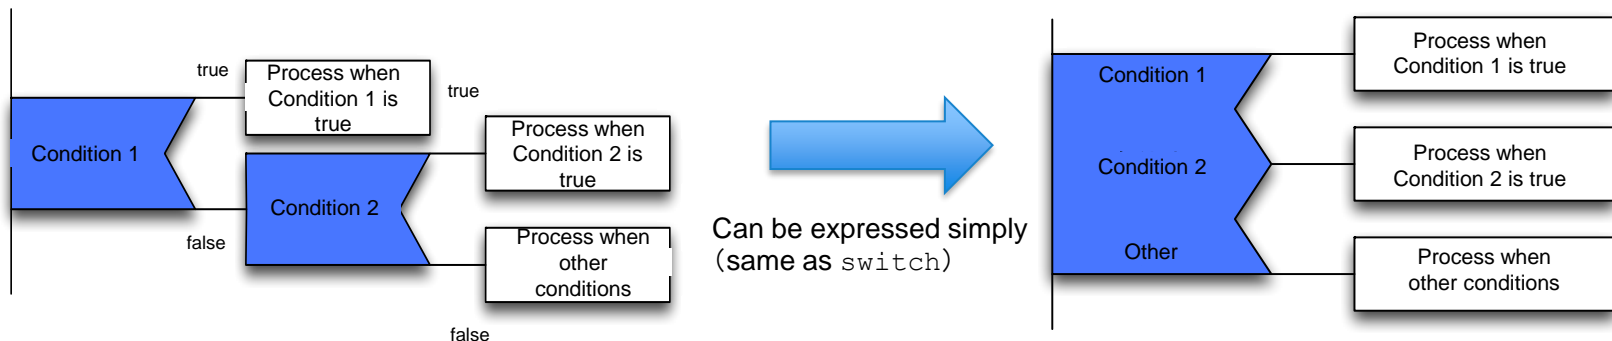 true
Process when
Condition 1 is
true
Condition 1
false
true
Process when
Condition 2 is
true
Condition 2
Process when
other
conditions
false
Can be expressed simply
（same as switch）
Condition 1
Process when
Condition 1 is true
Condition 2
Process when
Condition 2 is true
Other
Process when
other conditions